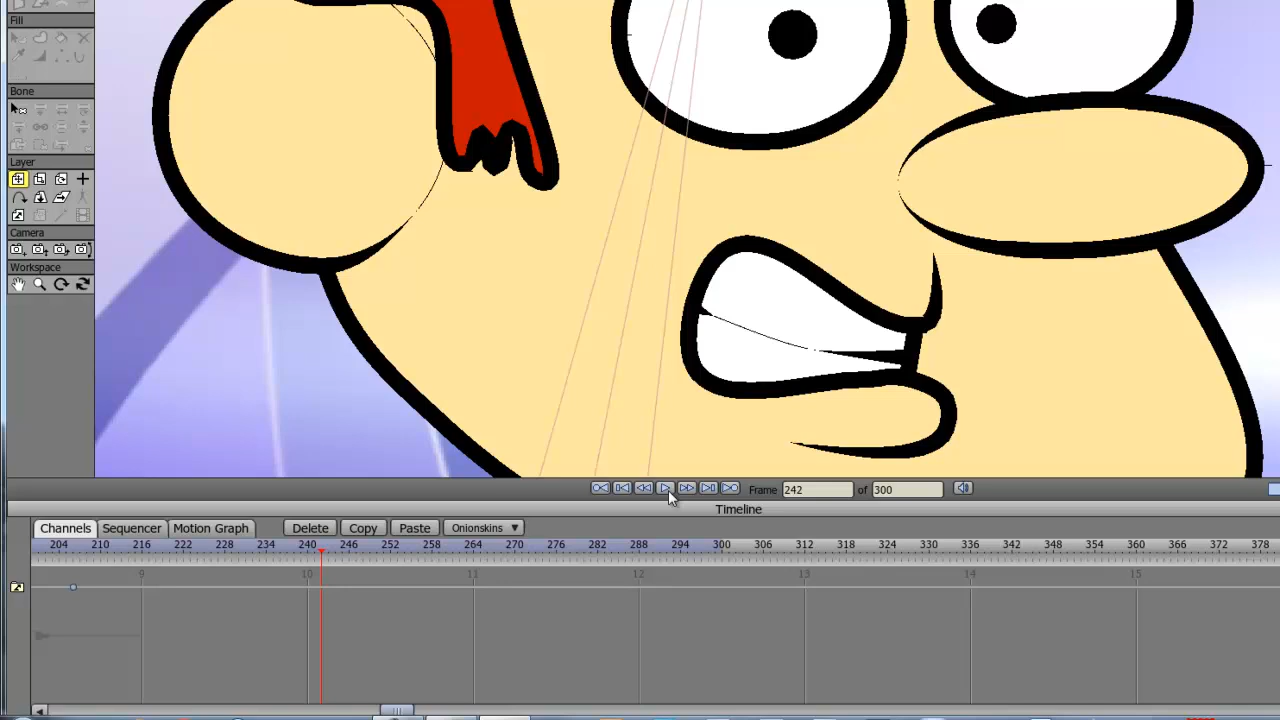 Fill
Bone
Layer
Camera
Workspace
Frame 242 of 300
Timeline
Channels Sequencer Motion Graph Delete Copy Paste Onionskins
204 210 216 222 228 234 240 246 252 258 264 270 276 282 288 294 300 306 312 318 324 330 336 342 348 354 360 366 372 378
9 10 11 12 13 14 15